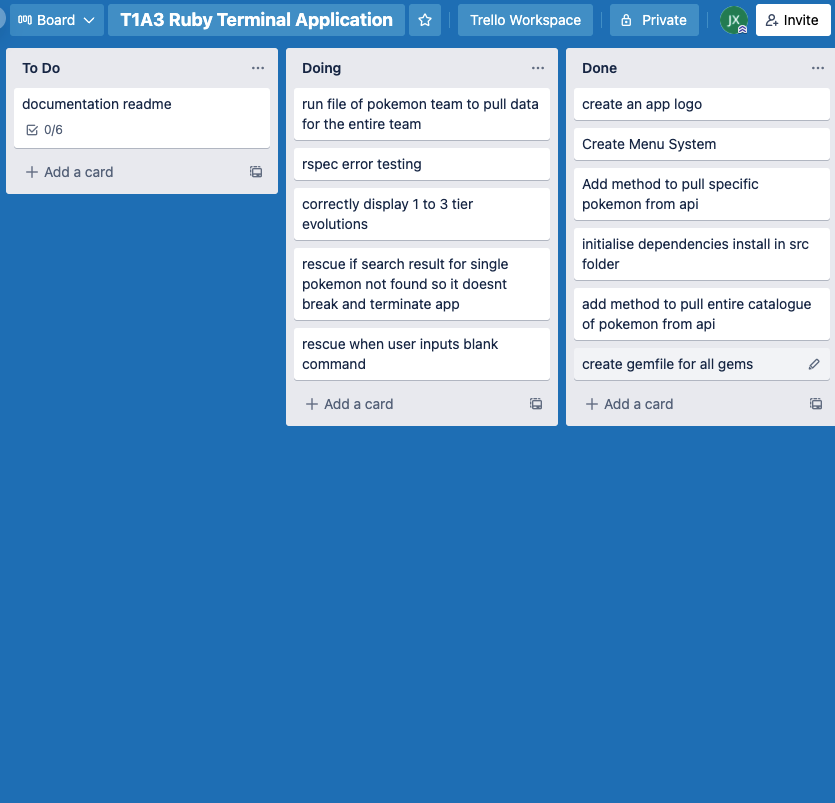 Board
T1A3 Ruby Terminal Application
Trello Workspace
Private
JX
Invite
To Do
documentation readme
0/6
Add a card
Doing
run file of pokemon team to pull data
for the entire team
rspec error testing
correctly display 1 to 3 tier
evolutions
rescue if search result for single
pokemon not found so it doesnt
break and terminate app
rescue when user inputs blank
command
Add a card
Done
create an app logo
Create Menu System
Add method to pull specific
pokemon from api
initialise dependencies install in src
folder
add method to pull entire catalogue
of pokemon from api
create gemfile for all gems
Add a card